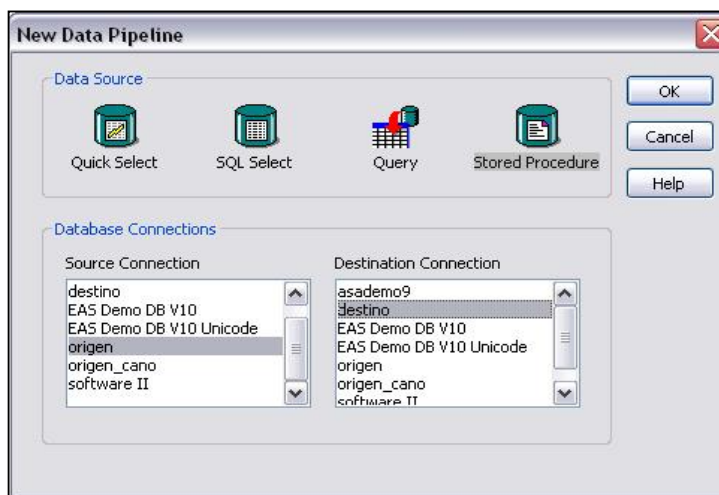 New Data Pipeline
Data Source
Quick Select
SQL Select
Query
Stored Procedure
OK
Cancel
Help
Database Connections
Source Connection
destino
EAS Demo DB V10
EAS Demo DB V10 Unicode
origen
origen_cano
software II
Destination Connection
asademo9
destino
EAS Demo DB V10
EAS Demo DB V10 Unicode
origen
origen_cano
software II